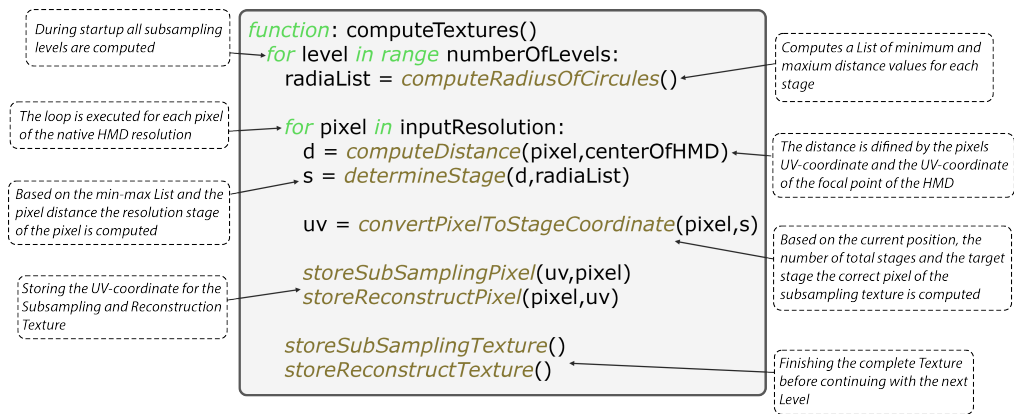 During startup all subsampling
levels are computed
The loop is executed for each pixel
of the native HMD resolution
Based on the min-max List and the
pixel distance the resolution stage
of the pixel is computed
Storing the UV-coordinate for the
Subsampling and Reconstruction
Texture
function: computeTextures()
for level in range numberOfLevels:
radiaList = computeRadiusOfCircules()
for pixel in inputResolution:
d = computeDistance(pixel,centerOfHMD)
s = determineStage(d,radiaList)
uv = convertPixelToStageCoordinate(pixel,s)
storeSubSamplingPixel(uv,pixel)
storeReconstructPixel(pixel,uv)
storeSubSamplingTexture()
storeReconstructTexture()
Computes a List of minimum and
maxium distance values for each
stage
The distance is dified by the pixels
UV-coordinate and the UV-coordinate
of the focal point of the HMD
Based on the current position, the
number of total stages and the target
stage the correct pixel of the
subsampling texture is computed
Finishing the complete Texture
before continuing with the next
Level